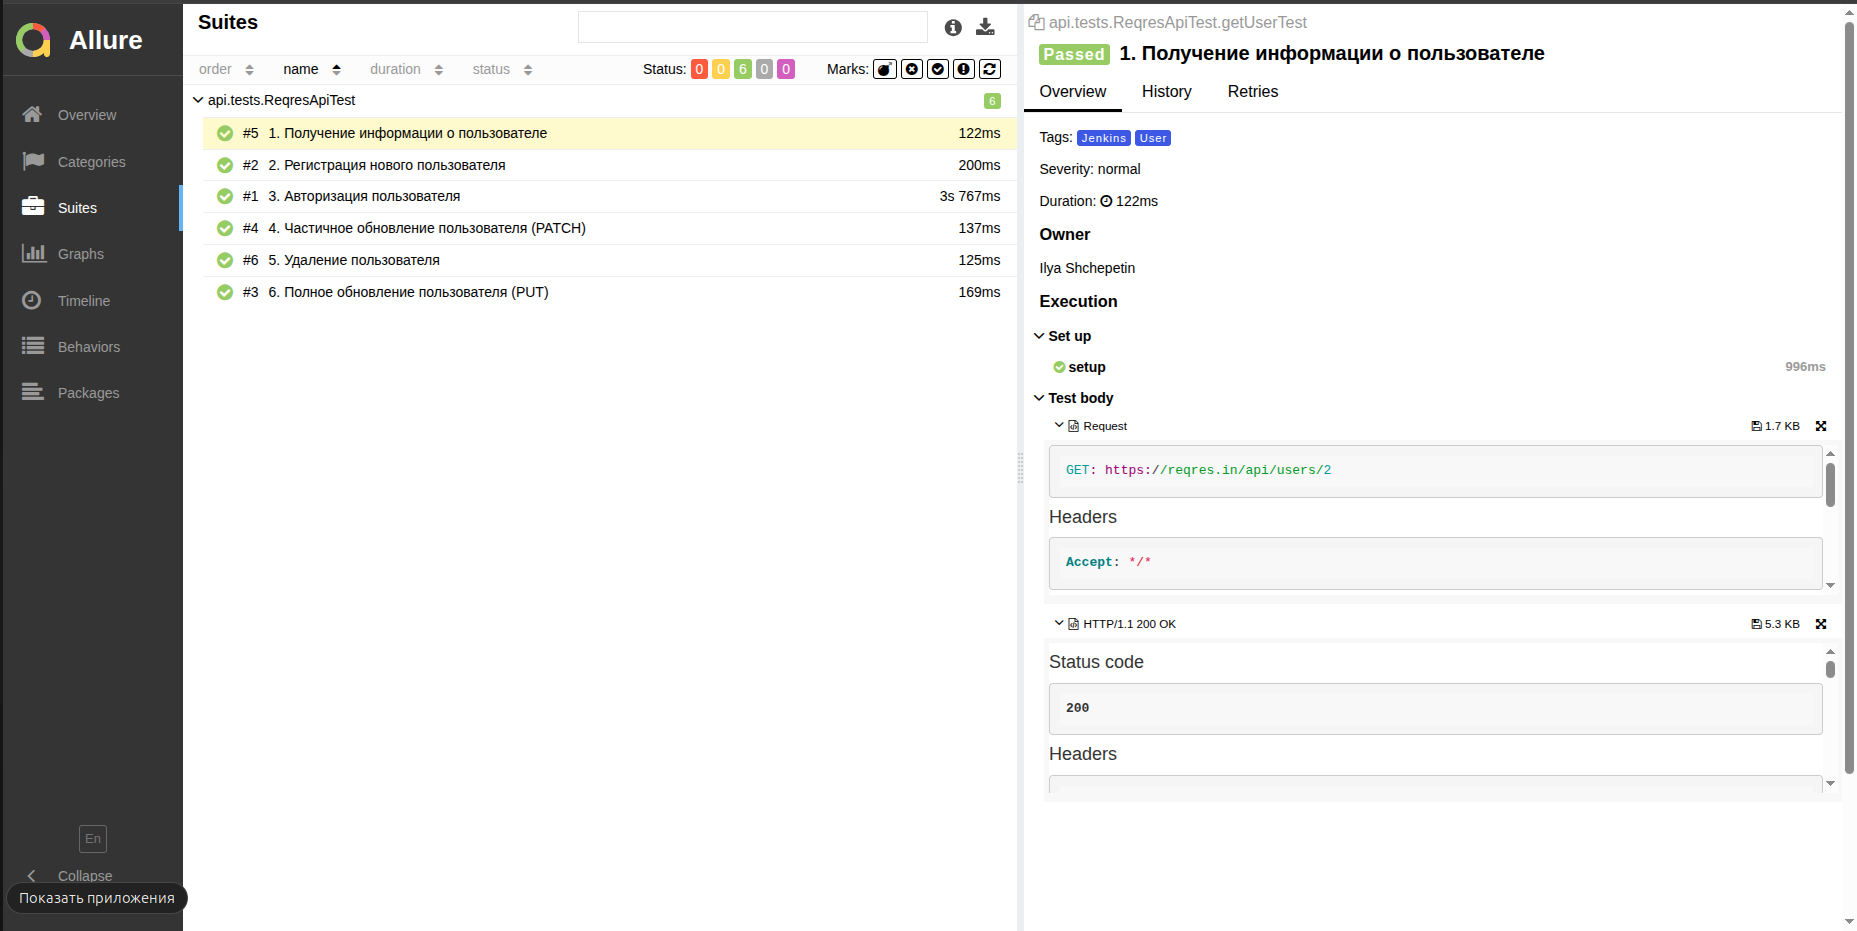 Allure
Overview
Categories
Suites
Graphs
Timeline
Behaviors
Packages
En
Collapse
Показать приложения
Suites
order name duration status Status: 0 0 6 0 0 Marks:
api.tests.ReqresApiTest 6
#5 1. Получение информации о пользователе 122ms
#2 2. Регистрация нового пользователя 200ms
#1 3. Авторизация пользователя 3s 767ms
#4 4. Частичное обновление пользователя (PATCH) 137ms
#6 5. Удаление пользователя 125ms
#3 6. Полное обновление пользователя (PUT) 169ms
api.tests.ReqresApiTest.getUserTest
Passed 1. Получение информации о пользователе
Overview History Retries
Tags: Jenkins User
Severity: normal
Duration: 122ms
Owner
Ilya Shchepetin
Execution
Set up
setup 996ms
Test body
Request 1.7 KB
GET: https://reqres.in/api/users/2
Headers
Accept: */*
HTTP/1.1 200 OK 5.3 KB
Status code
200
Headers